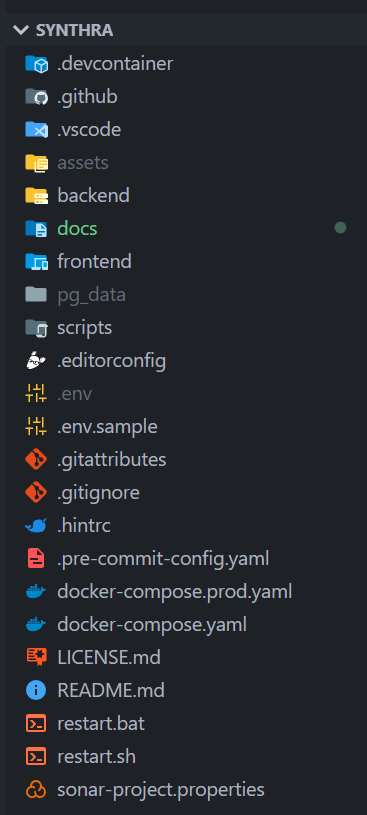 SYNTHRA
.devcontainer
.github
.vscode
assets
backend
docs
frontend
pg_data
scripts
.editorconfig
.env
.env.sample
.gitattributes
.gitignore
.hintrc
.pre-commit-config.yaml
docker-compose.prod.yaml
docker-compose.yaml
LICENSE.md
README.md
restart.bat
restart.sh
sonar-project.properties